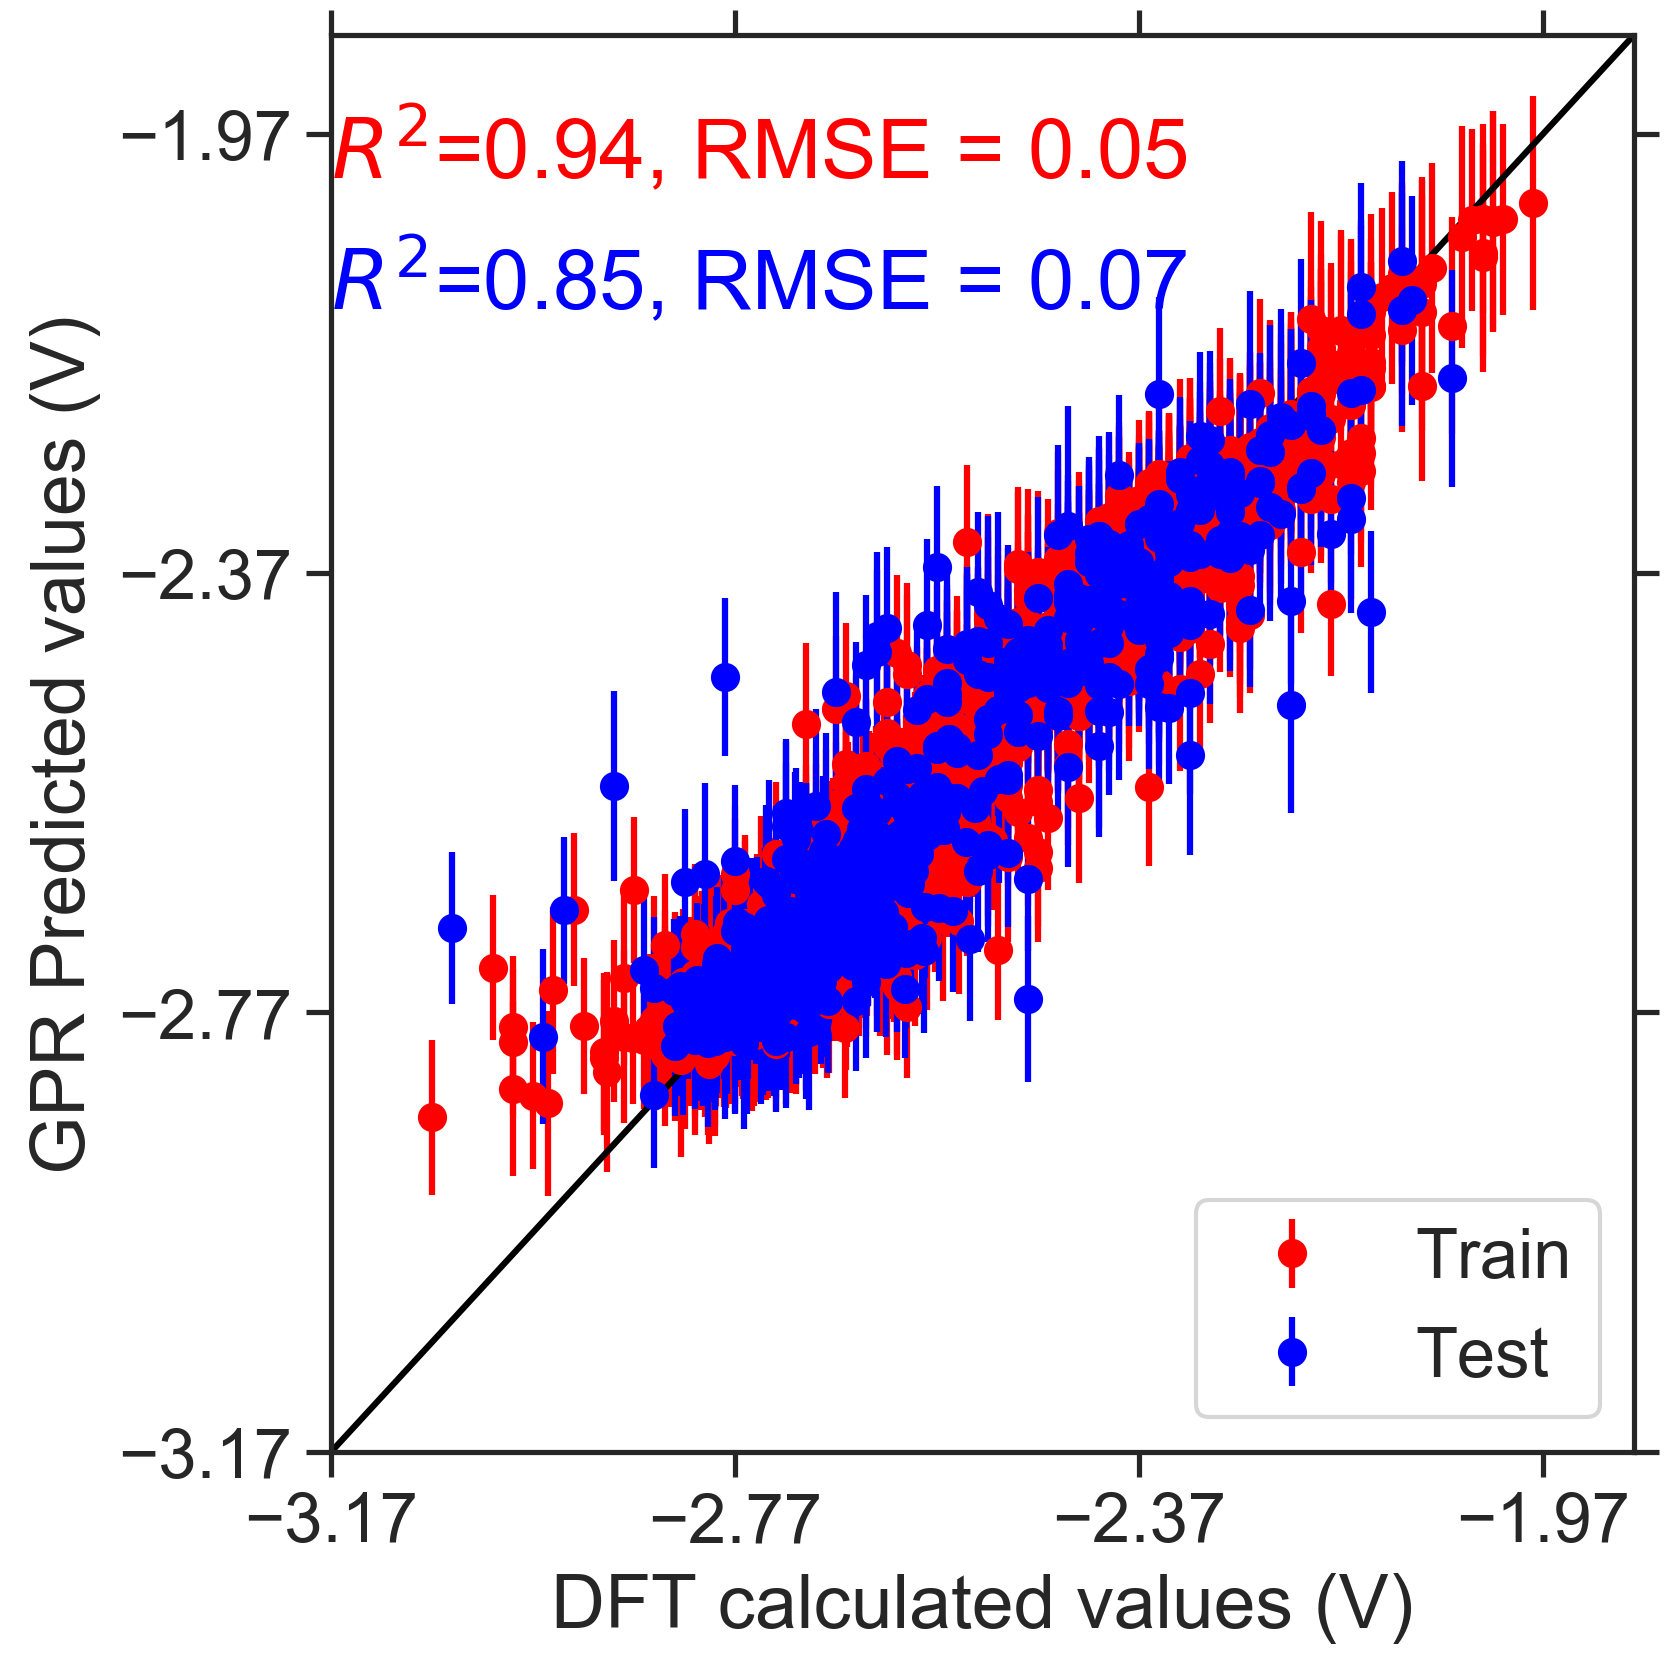 −1.97
R²=0.94, RMSE = 0.05
R²=0.85, RMSE = 0.07
GPR Predicted values (V)
−2.37
−2.77
Train
Test
−3.17
−3.17 −2.77 −2.37 −1.97
DFT calculated values (V)